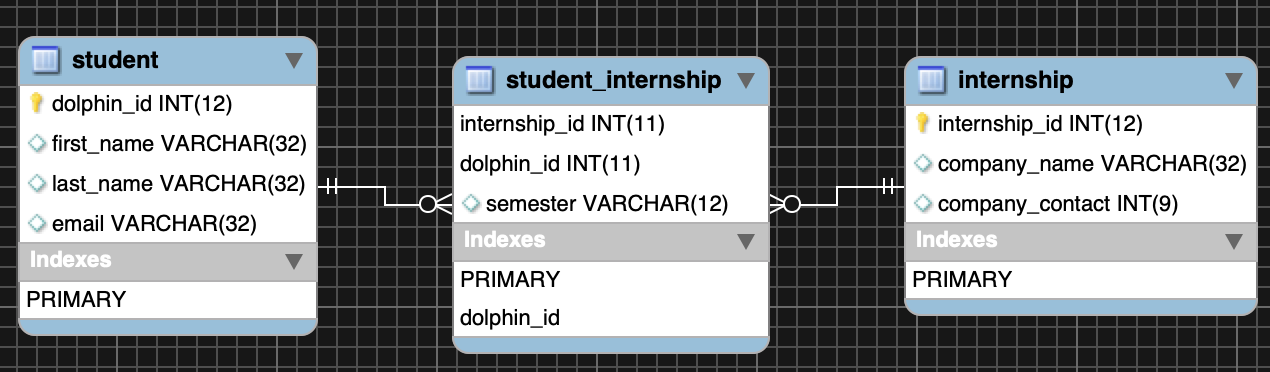 student
dolphin_id INT(12)
first_name VARCHAR(32)
last_name VARCHAR(32)
email VARCHAR(32)
Indexes
PRIMARY
student_internship
internship_id INT(11)
dolphin_id INT(11)
semester VARCHAR(12)
Indexes
PRIMARY
dolphin_id
internship
internship_id INT(12)
company_name VARCHAR(32)
company_contact INT(9)
Indexes
PRIMARY